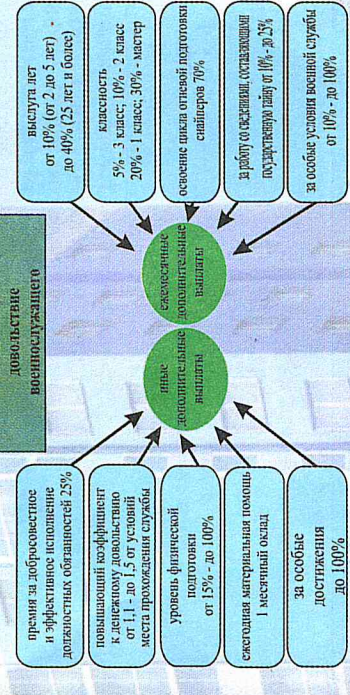 довольствие
военнослужащего
премия за добросовестное
и эффективное исполнение
должностных обязанностей 25%
повышающий коэффициент
к денежному довольствию
от 1,1 - до 1,5 от условий
места прохождения службы
уровень физической
подготовки
от 15% - до 100%
ежегодная материальная помощь
1 месячный оклад
за особые
достижения
до 100%
иные
дополнительные
выплаты
ежемесячные
дополнительные
выплаты
выслуга лет
от 10% (от 2 до 5 лет) -
до 40% (25 лет и более)
классность
5% - 3 класс; 10% - 2 класс
20% - 1 класс; 30% - мастер
освоение цикла огневой подготовки
снайперов 70%
за работу со сведениями, составляющими
государственную тайну от 10% - до 25%
за особые условия военной службы
от 10% - до 100%